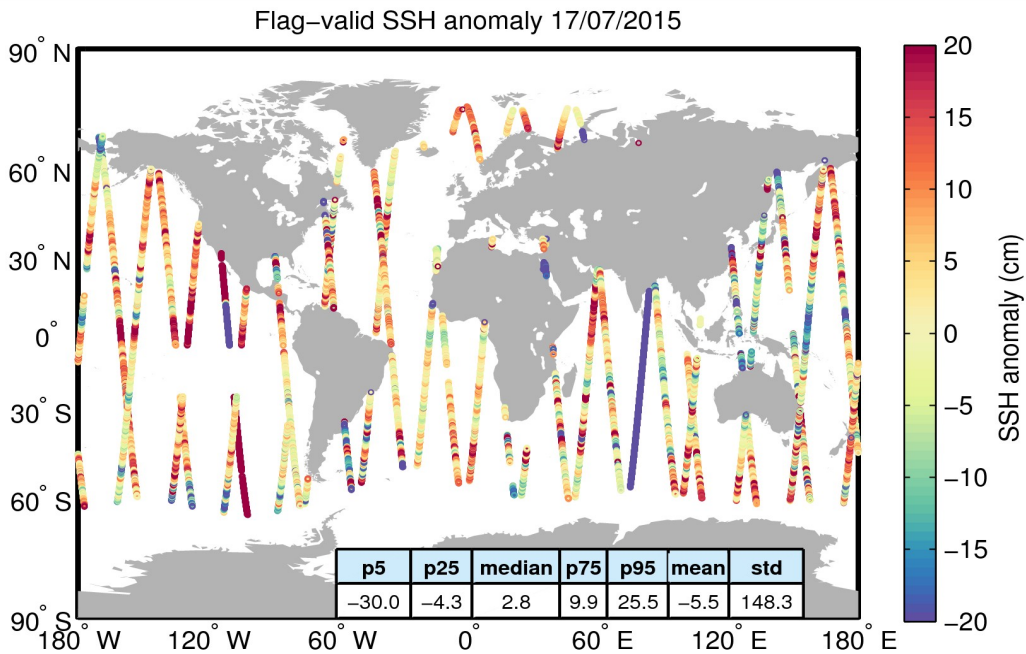 Flag−valid SSH anomaly 17/07/2015
90° N
60° N
30° N
0°
30° S
60° S
90° S
180° W
120° W
60° W
0°
60° E
120° E
180° E
p5 p25 median p75 p95 mean std
−30.0 −4.3 2.8 9.9 25.5 −5.5 148.3
20
15
10
5
0
−5
−10
−15
−20
SSH anomaly (cm)